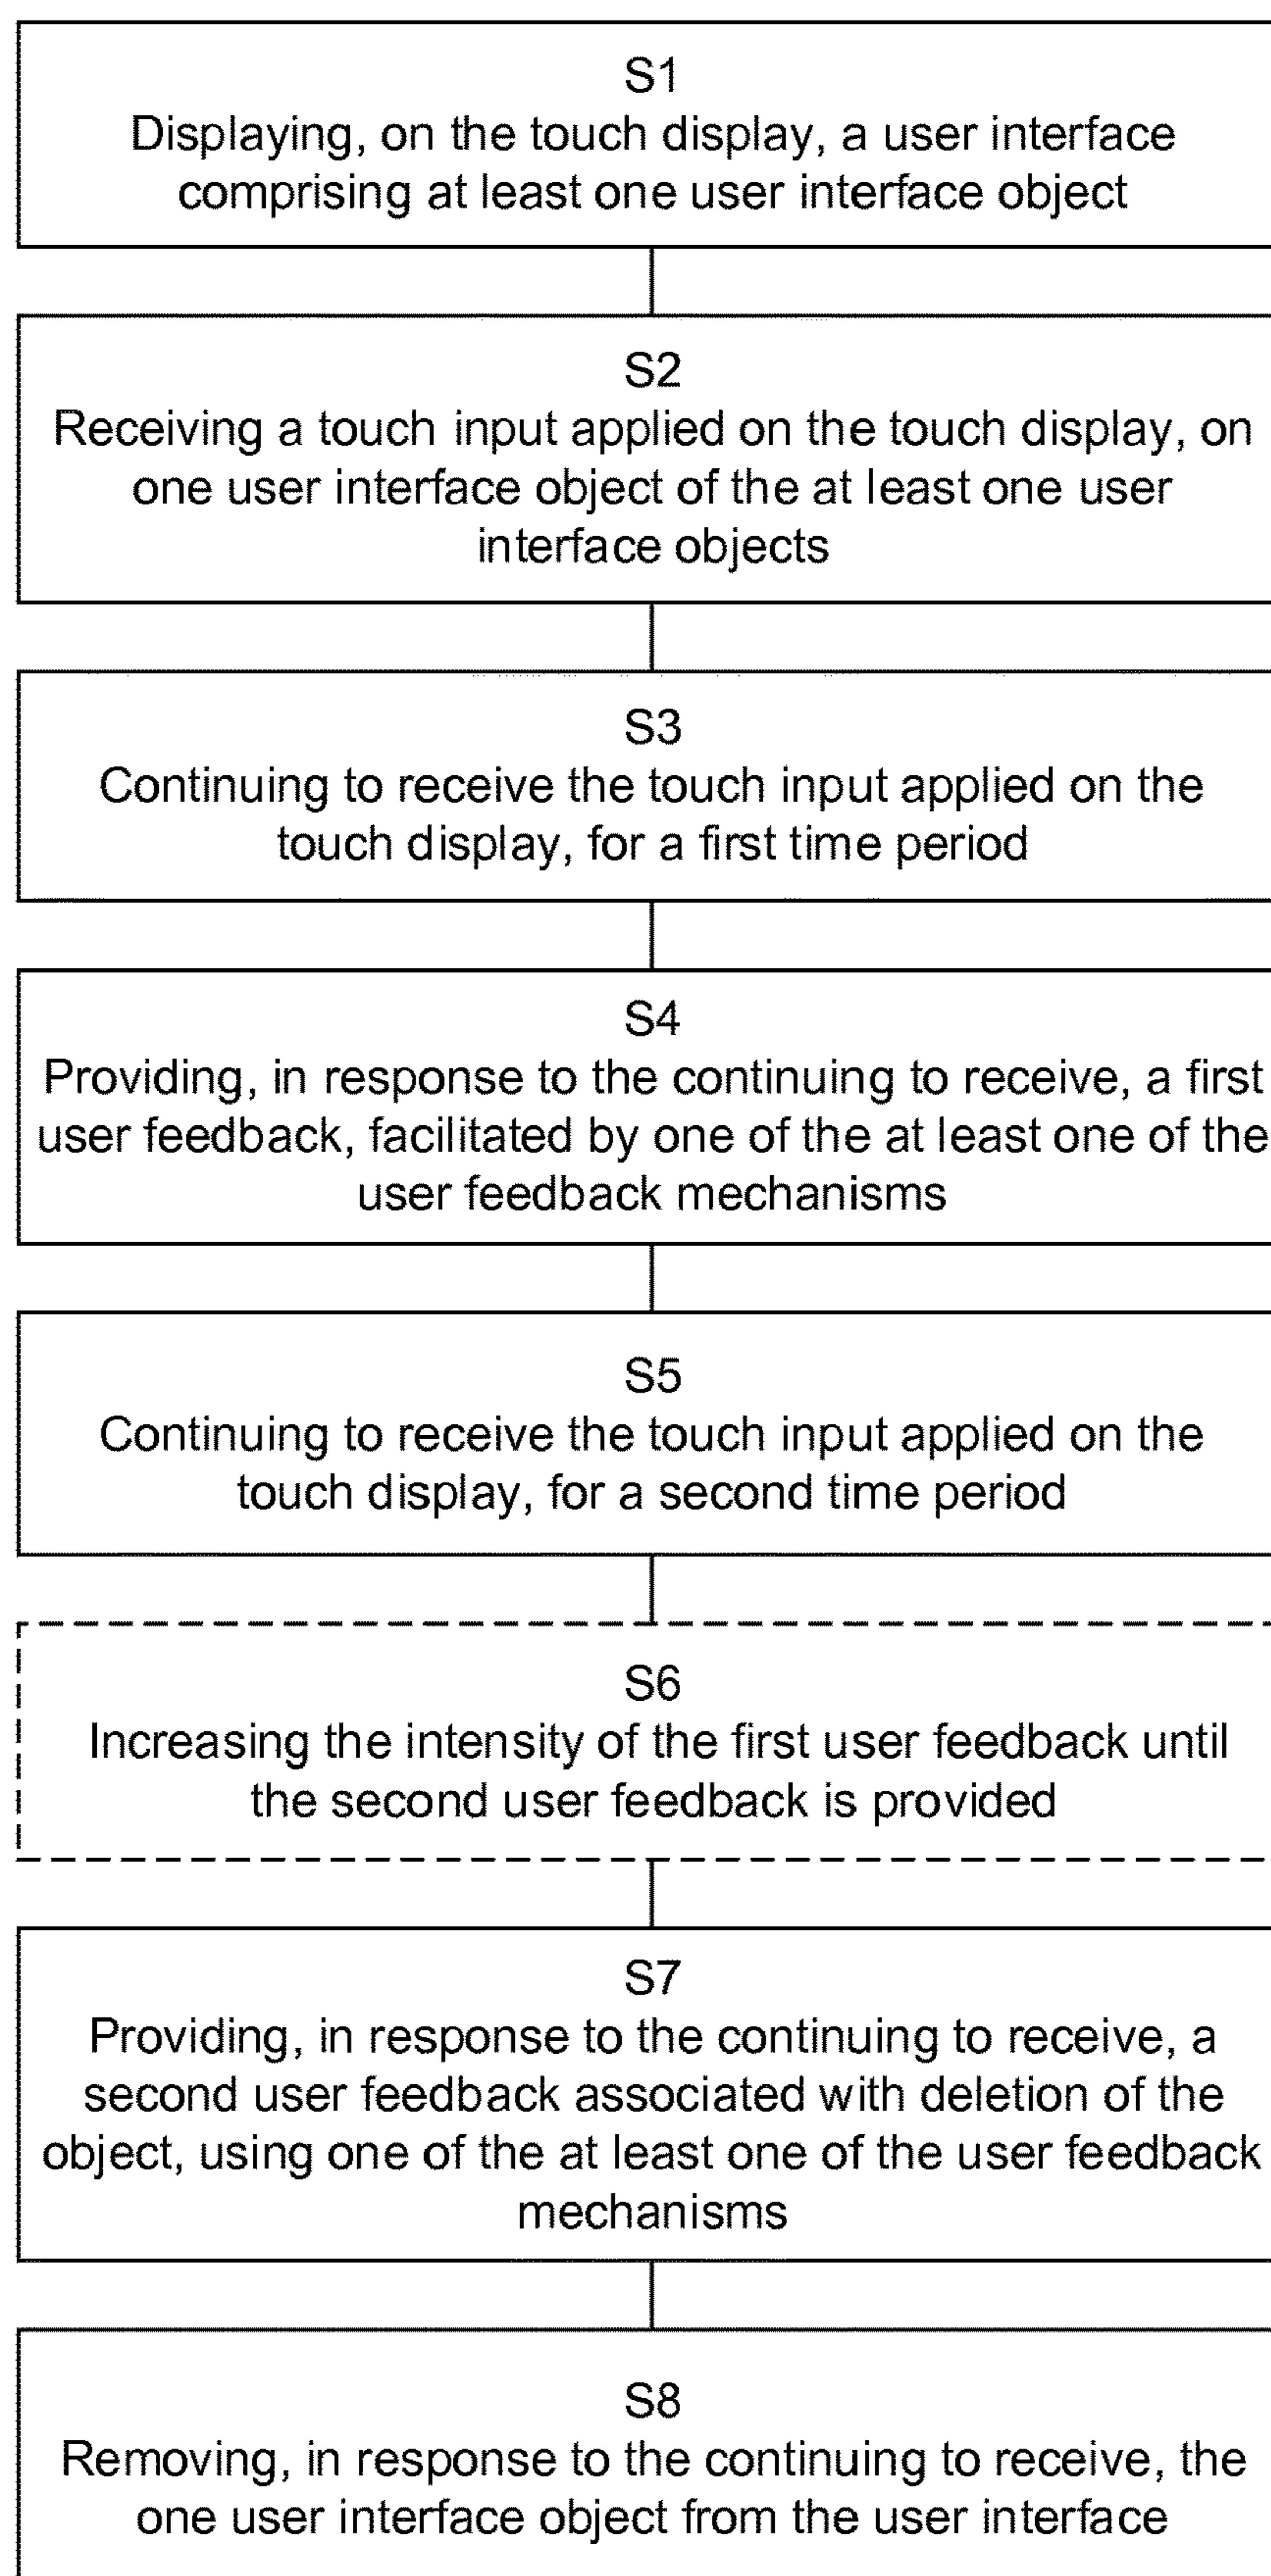 S1
Displaying, on the touch display, a user interface
comprising at least one user interface object
S2
Receiving a touch input applied on the touch display, on
one user interface object of the at least one user
interface objects
S3
Continuing to receive the touch input applied on the
touch display, for a first time period
S4
Providing, in response to the continuing to receive, a first
user feedback, facilitated by one of the at least one of the
user feedback mechanisms
S5
Continuing to receive the touch input applied on the
touch display, for a second time period
S6
Increasing the intensity of the first user feedback until
the second user feedback is provided
S7
Providing, in response to the continuing to receive, a
second user feedback associated with deletion of the
object, using one of the at least one of the user feedback
mechanisms
S8
Removing, in response to the continuing to receive, the
one user interface object from the user interface